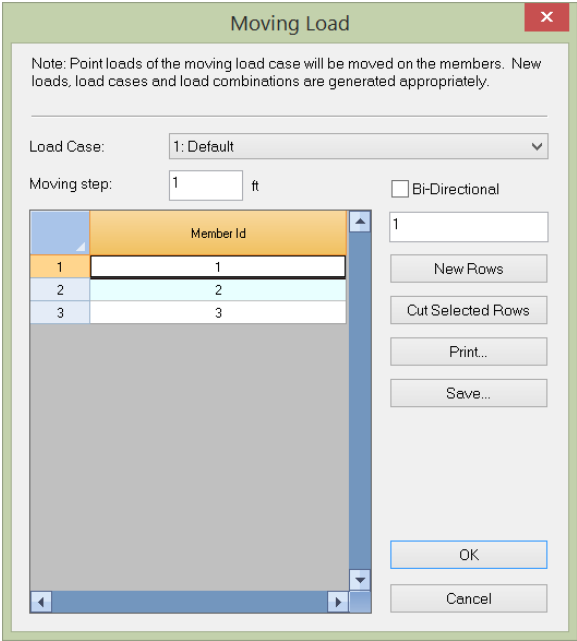 Moving Load
Note: Point loads of the moving load case will be moved on the members. New
loads, load cases and load combinations are generated appropriately.
Load Case:
1: Default
Moving step:
1
ft
Bi-Directional
1
Member Id
1
1
2
2
3
3
New Rows
Cut Selected Rows
Print...
Save...
OK
Cancel